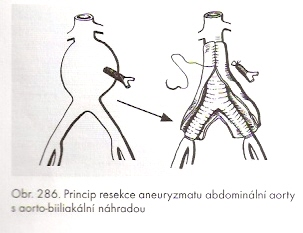 Obr. 286. Princip resekce aneuryzmatu abdominální aorty
s aorto-biiliakální náhradou